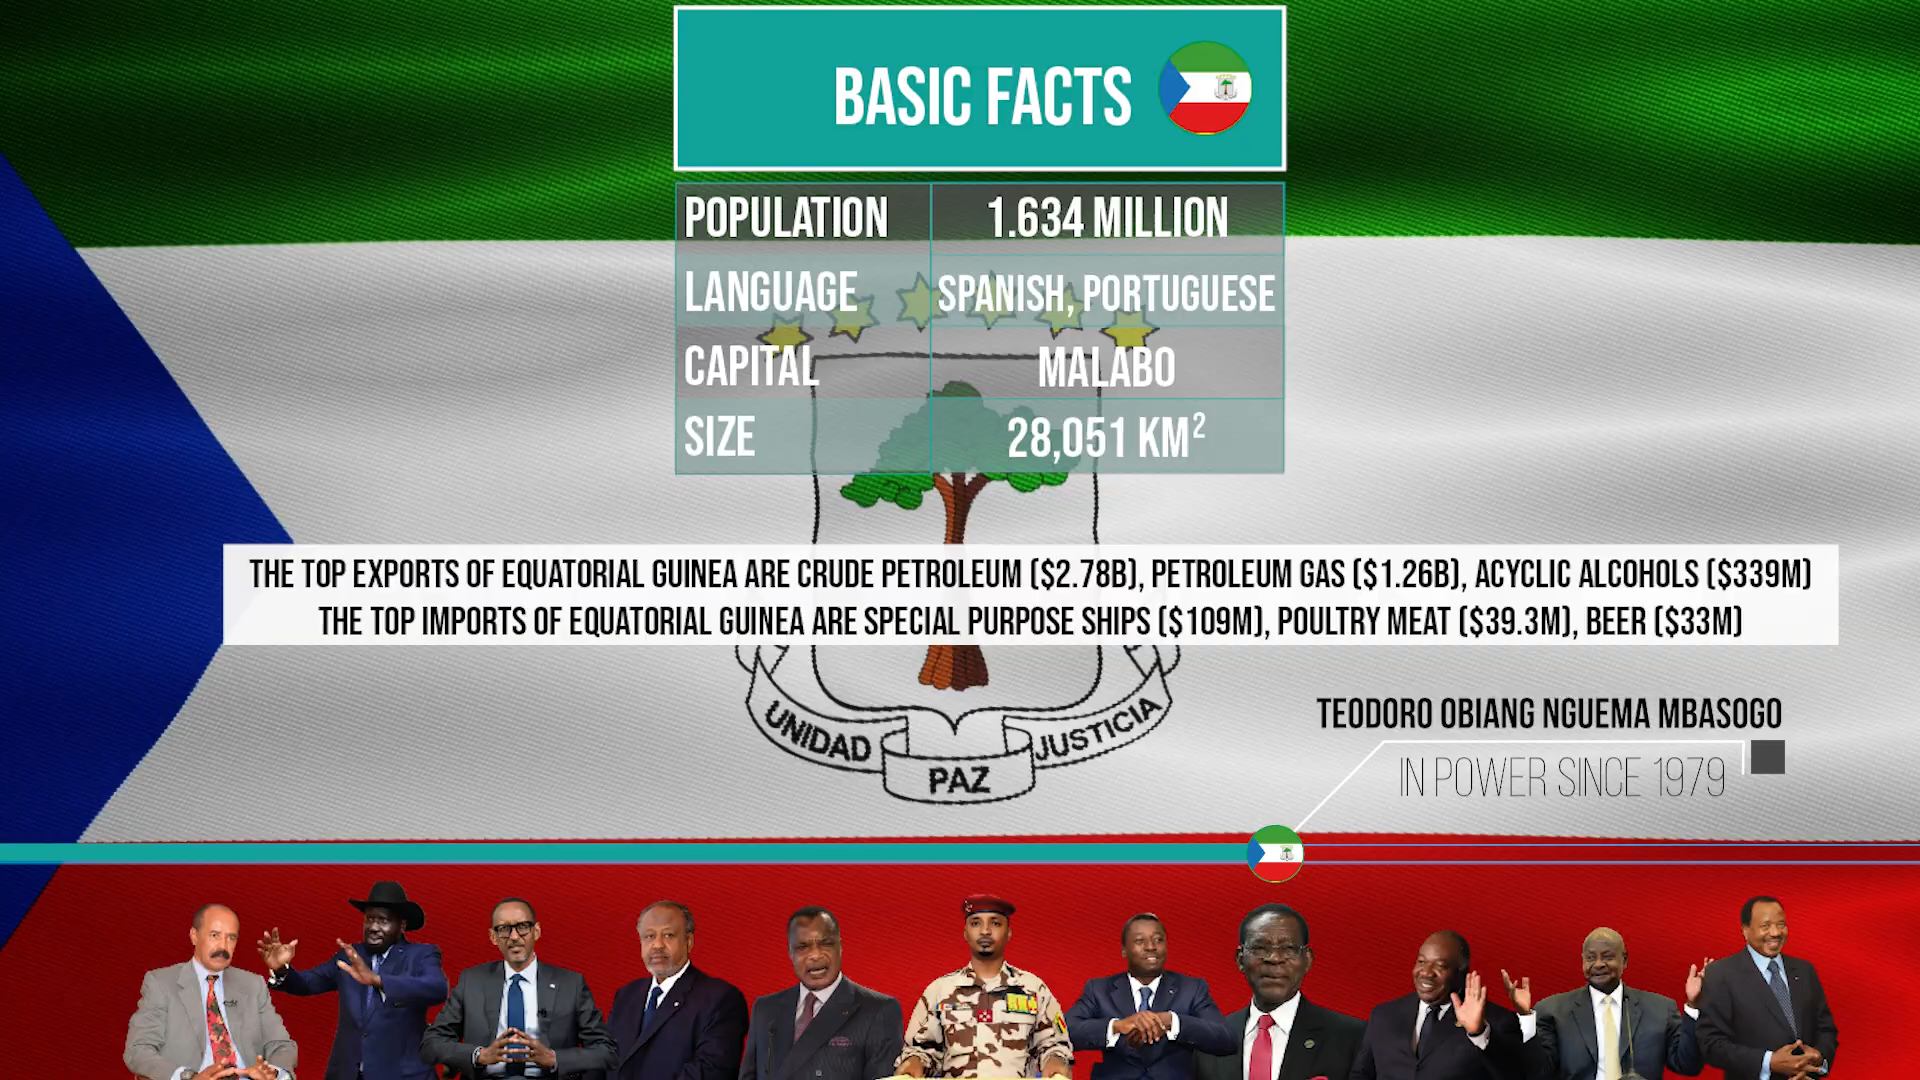 BASIC FACTS
POPULATION 1.634 MILLION
LANGUAGE SPANISH, PORTUGUESE
CAPITAL MALABO
SIZE 28,051 KM²
THE TOP EXPORTS OF EQUATORIAL GUINEA ARE CRUDE PETROLEUM ($2.78B), PETROLEUM GAS ($1.26B), ACYCLIC ALCOHOLS ($339M)
THE TOP IMPORTS OF EQUATORIAL GUINEA ARE SPECIAL PURPOSE SHIPS ($109M), POULTRY MEAT ($39.3M), BEER ($33M)
TEODORO OBIANG NGUEMA MBASOGO
IN POWER SINCE 1979
UNIDAD PAZ JUSTICIA